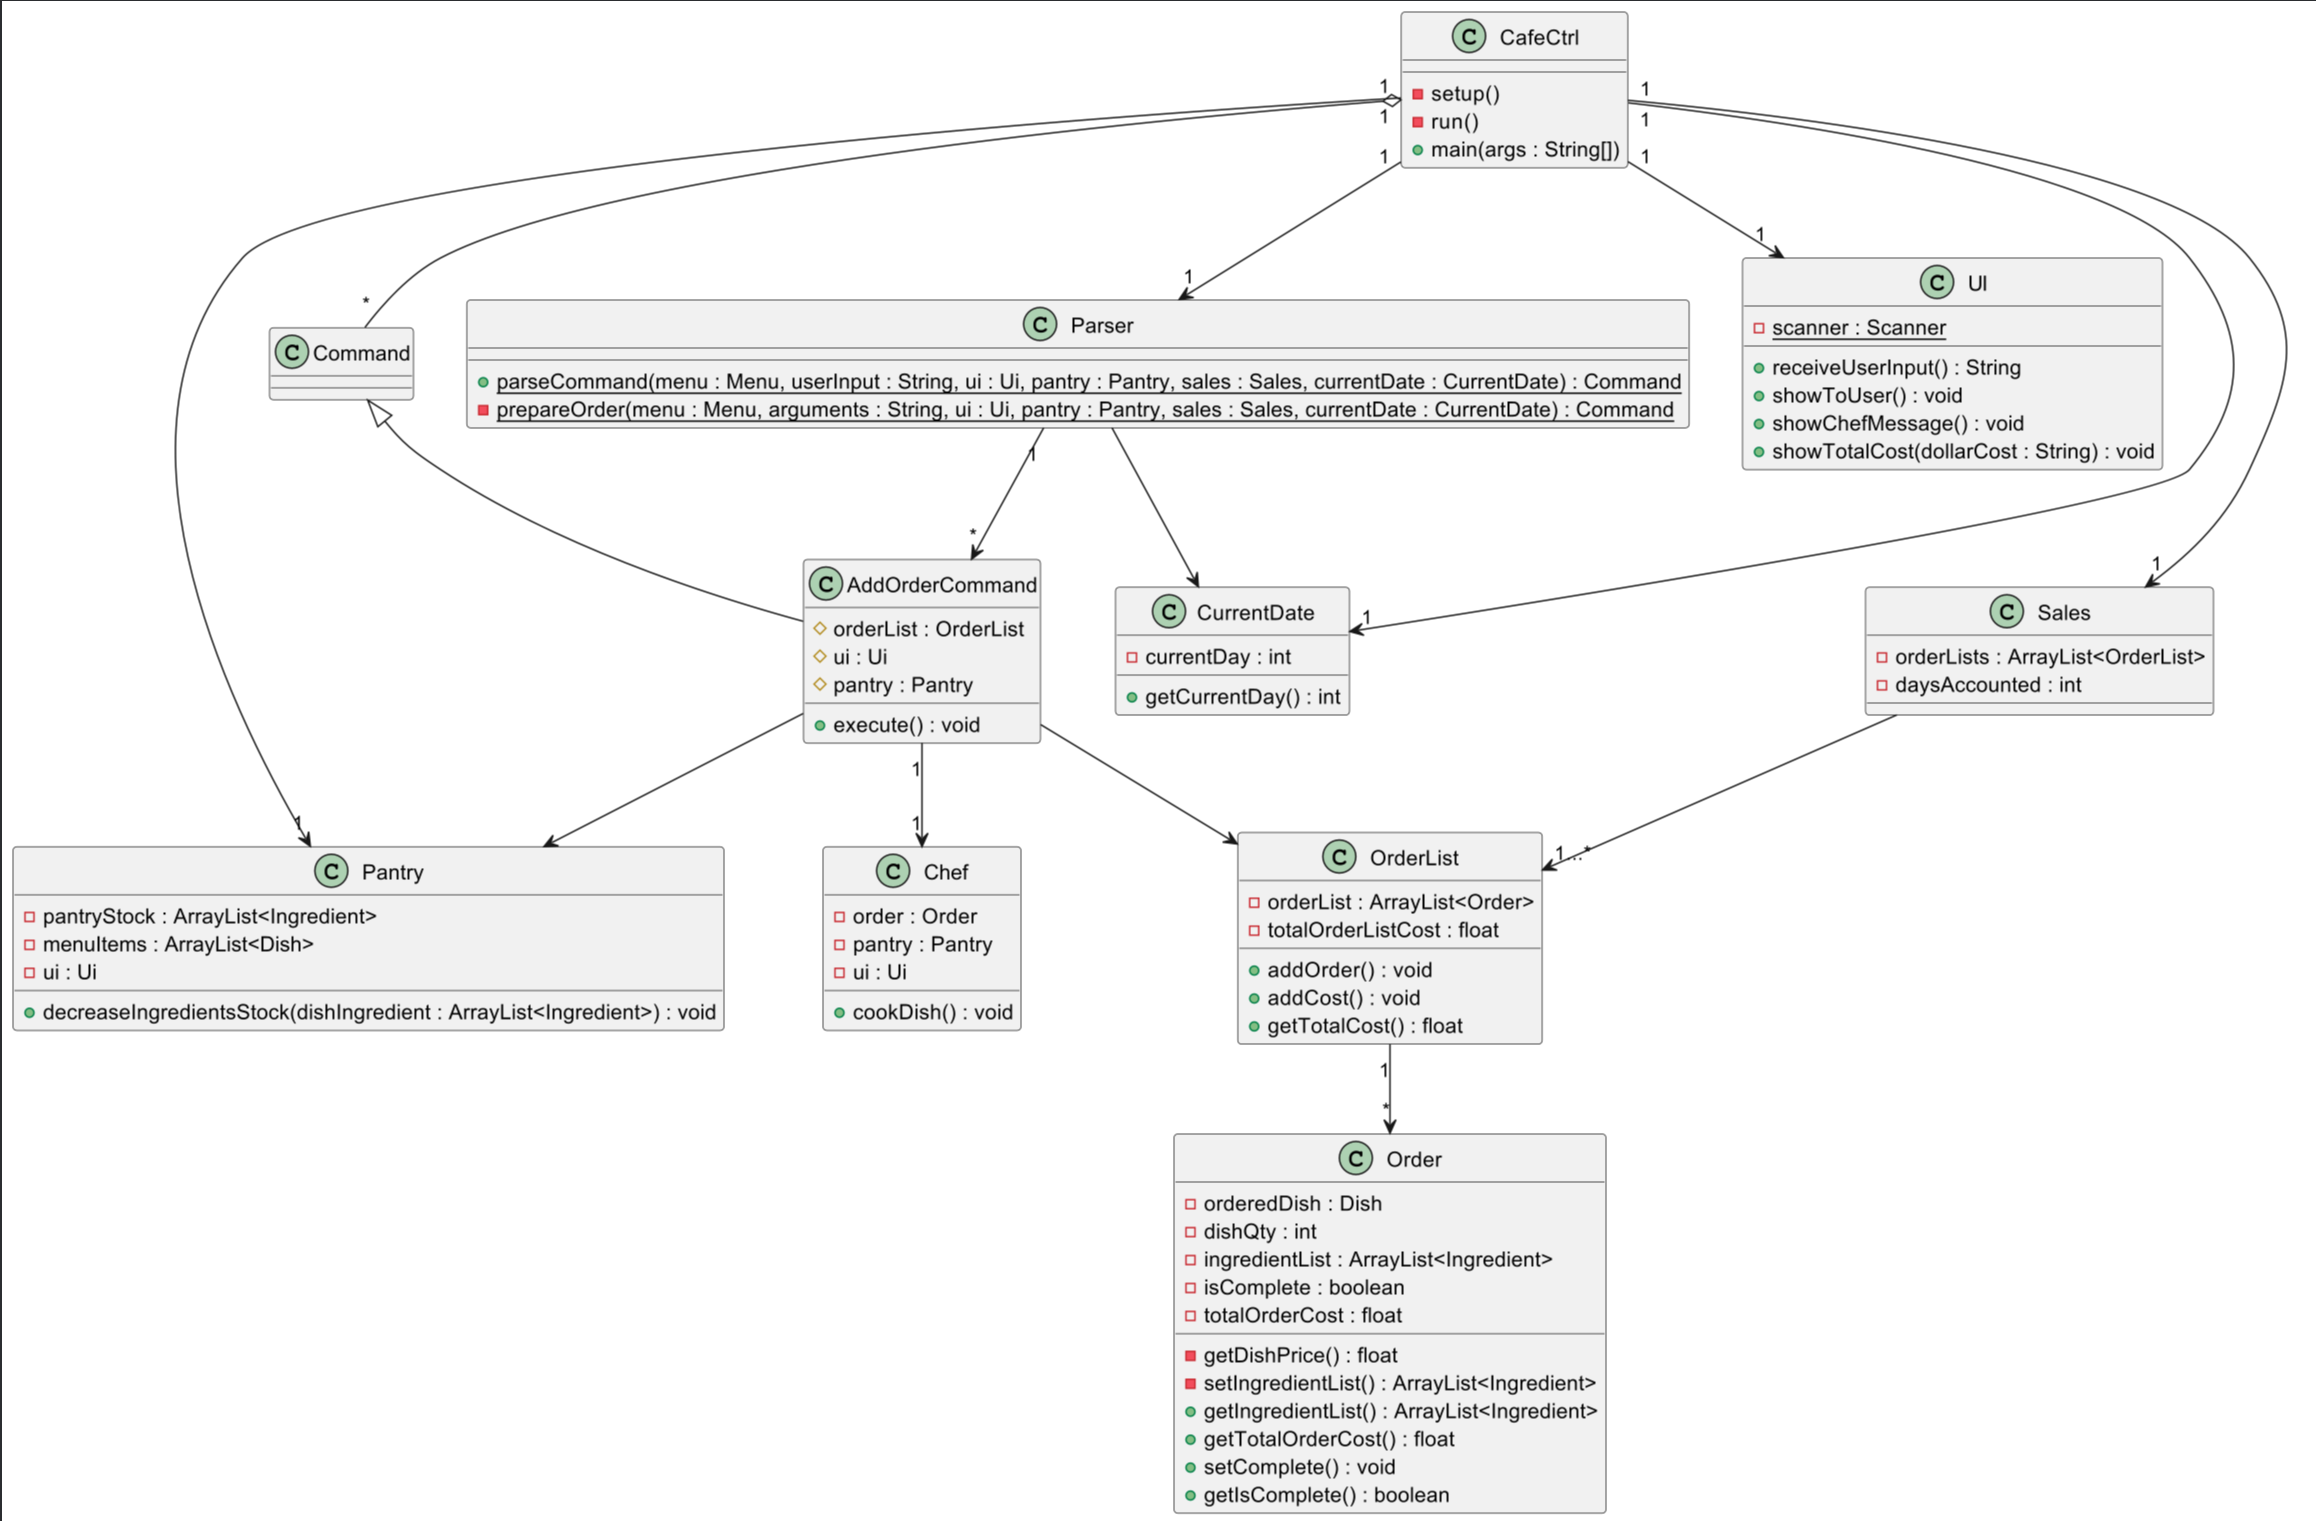 C CafeCtrl
setup()
run()
main(args : String[])
1
1
1
1
1
1
1
1
*
C Command
C Parser
parseCommand(menu : Menu, userInput : String, ui : Ui, pantry : Pantry, sales : Sales, currentDate : CurrentDate) : Command
prepareOrder(menu : Menu, arguments : String, ui : Ui, pantry : Pantry, sales : Sales, currentDate : CurrentDate) : Command
C UI
scanner : Scanner
receiveUserInput() : String
showToUser() : void
showChefMessage() : void
showTotalCost(dollarCost : String) : void
1
*
1
1
C AddOrderCommand
orderList : OrderList
ui : Ui
pantry : Pantry
execute() : void
C CurrentDate
currentDay : int
getCurrentDay() : int
C Sales
orderLists : ArrayList<OrderList>
daysAccounted : int
1
1
1
1...*
C Pantry
pantryStock : ArrayList<Ingredient>
menuItems : ArrayList<Dish>
ui : Ui
decreaseIngredientsStock(dishIngredient : ArrayList<Ingredient>) : void
C Chef
order : Order
pantry : Pantry
ui : Ui
cookDish() : void
C OrderList
orderList : ArrayList<Order>
totalOrderListCost : float
addOrder() : void
addCost() : void
getTotalCost() : float
1
*
C Order
orderedDish : Dish
dishQty : int
ingredientList : ArrayList<Ingredient>
isComplete : boolean
totalOrderCost : float
getDishPrice() : float
setIngredientList() : ArrayList<Ingredient>
getIngredientList() : ArrayList<Ingredient>
getTotalOrderCost() : float
setComplete() : void
getIsComplete() : boolean